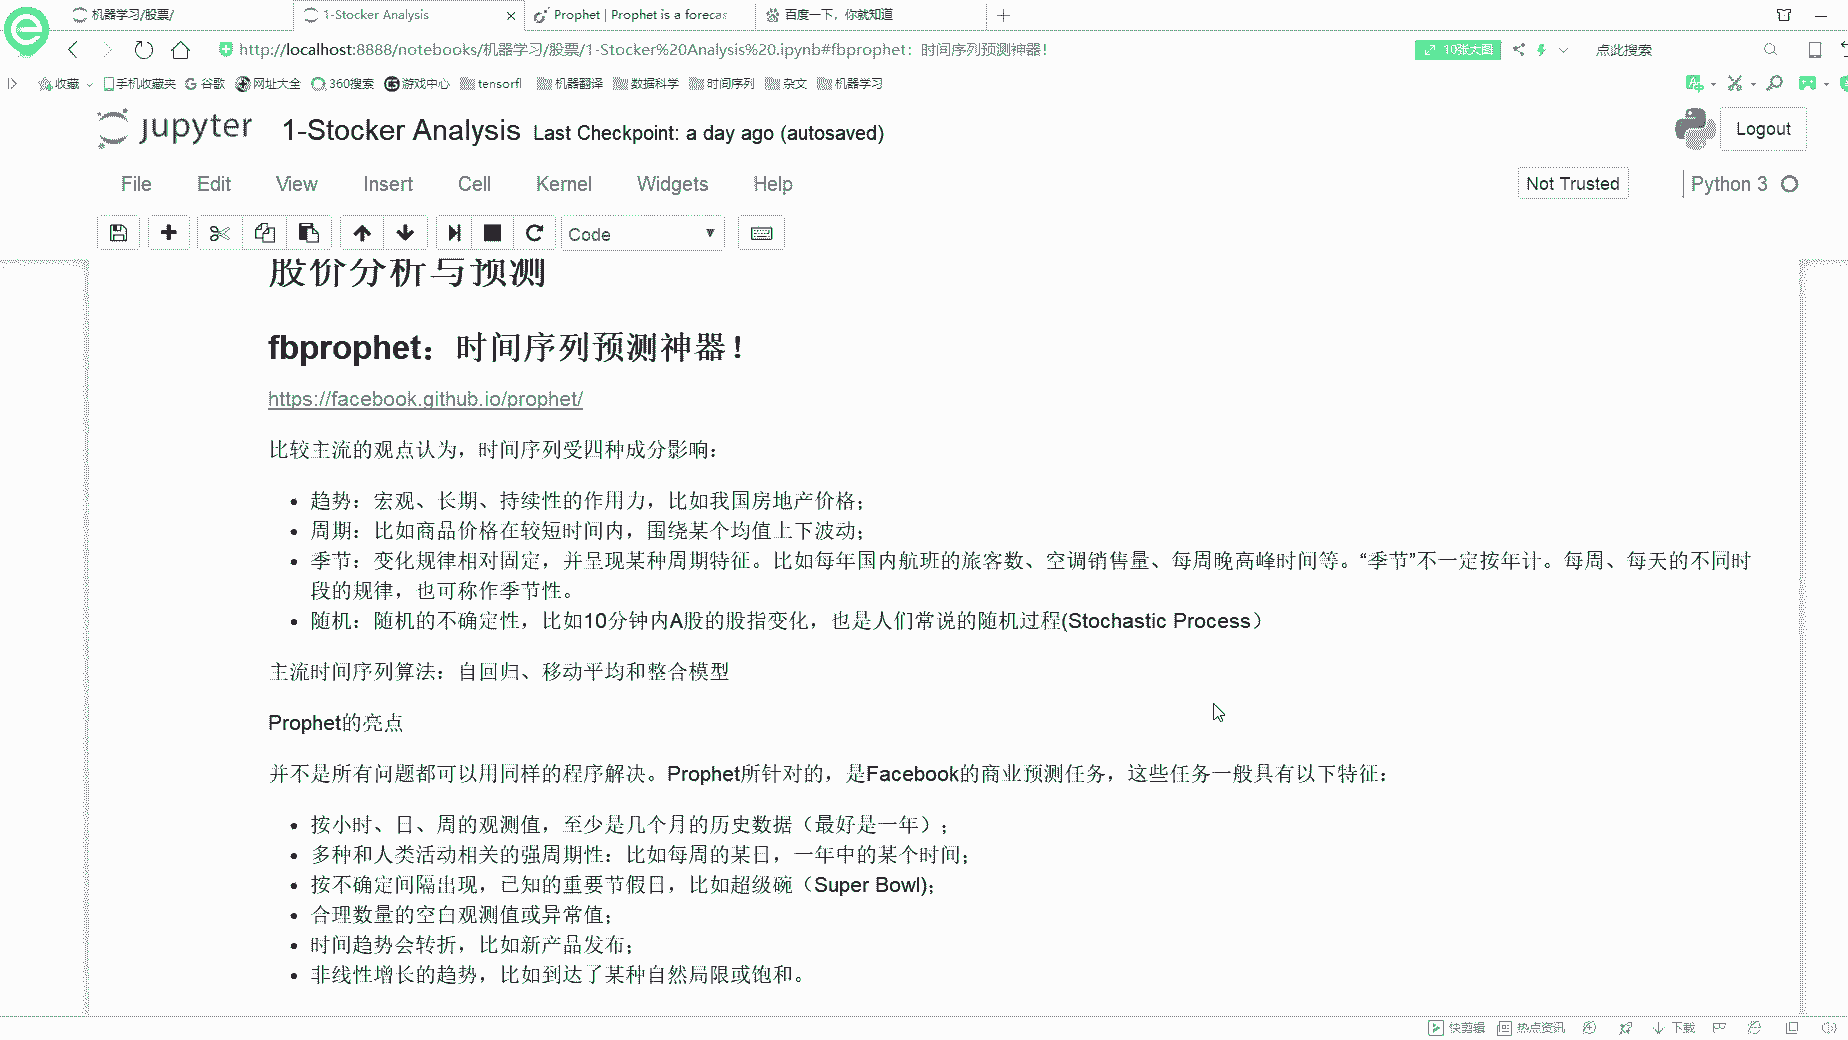 机器学习/股票/
1-Stocker Analysis
Prophet | Prophet is a forecas
百度一下，你就知道
http://localhost:8888/notebooks/机器学习/股票/1-Stocker%20Analysis%20.ipynb#fbprophet：时间序列预测神器！
10张大图
点此搜索
收藏 手机收藏夹 谷歌 网址大全 360搜索 游戏中心 tensorfl 机器翻译 数据科学 时间序列 杂文 机器学习
jupyter 1-Stocker Analysis Last Checkpoint: a day ago (autosaved)
Logout
File Edit View Insert Cell Kernel Widgets Help
Not Trusted
Python 3
Code
股价分析与预测
fbprophet：时间序列预测神器！
https://facebook.github.io/prophet/
比较主流的观点认为，时间序列受四种成分影响：
趋势：宏观、长期、持续性的作用力，比如我国房地产价格；
周期：比如商品价格在较短时间内，围绕某个均值上下波动；
季节：变化规律相对固定，并呈现某种周期特征。比如每年国内航班的旅客数、空调销售量、每周晚高峰时间等。“季节”不一定按年计。每周、每天的不同时
段的规律，也可称作季节性。
随机：随机的不确定性，比如10分钟内A股的股指变化，也是人们常说的随机过程(Stochastic Process）
主流时间序列算法：自回归、移动平均和整合模型
Prophet的亮点
并不是所有问题都可以用同样的程序解决。Prophet所针对的，是Facebook的商业预测任务，这些任务一般具有以下特征：
按小时、日、周的观测值，至少是几个月的历史数据（最好是一年）；
多种和人类活动相关的强周期性：比如每周的某日，一年中的某个时间；
按不确定间隔出现，已知的重要节假日，比如超级碗（Super Bowl)；
合理数量的空白观测值或异常值；
时间趋势会转折，比如新产品发布；
非线性增长的趋势，比如到达了某种自然局限或饱和。
快剪辑 热点资讯 下载